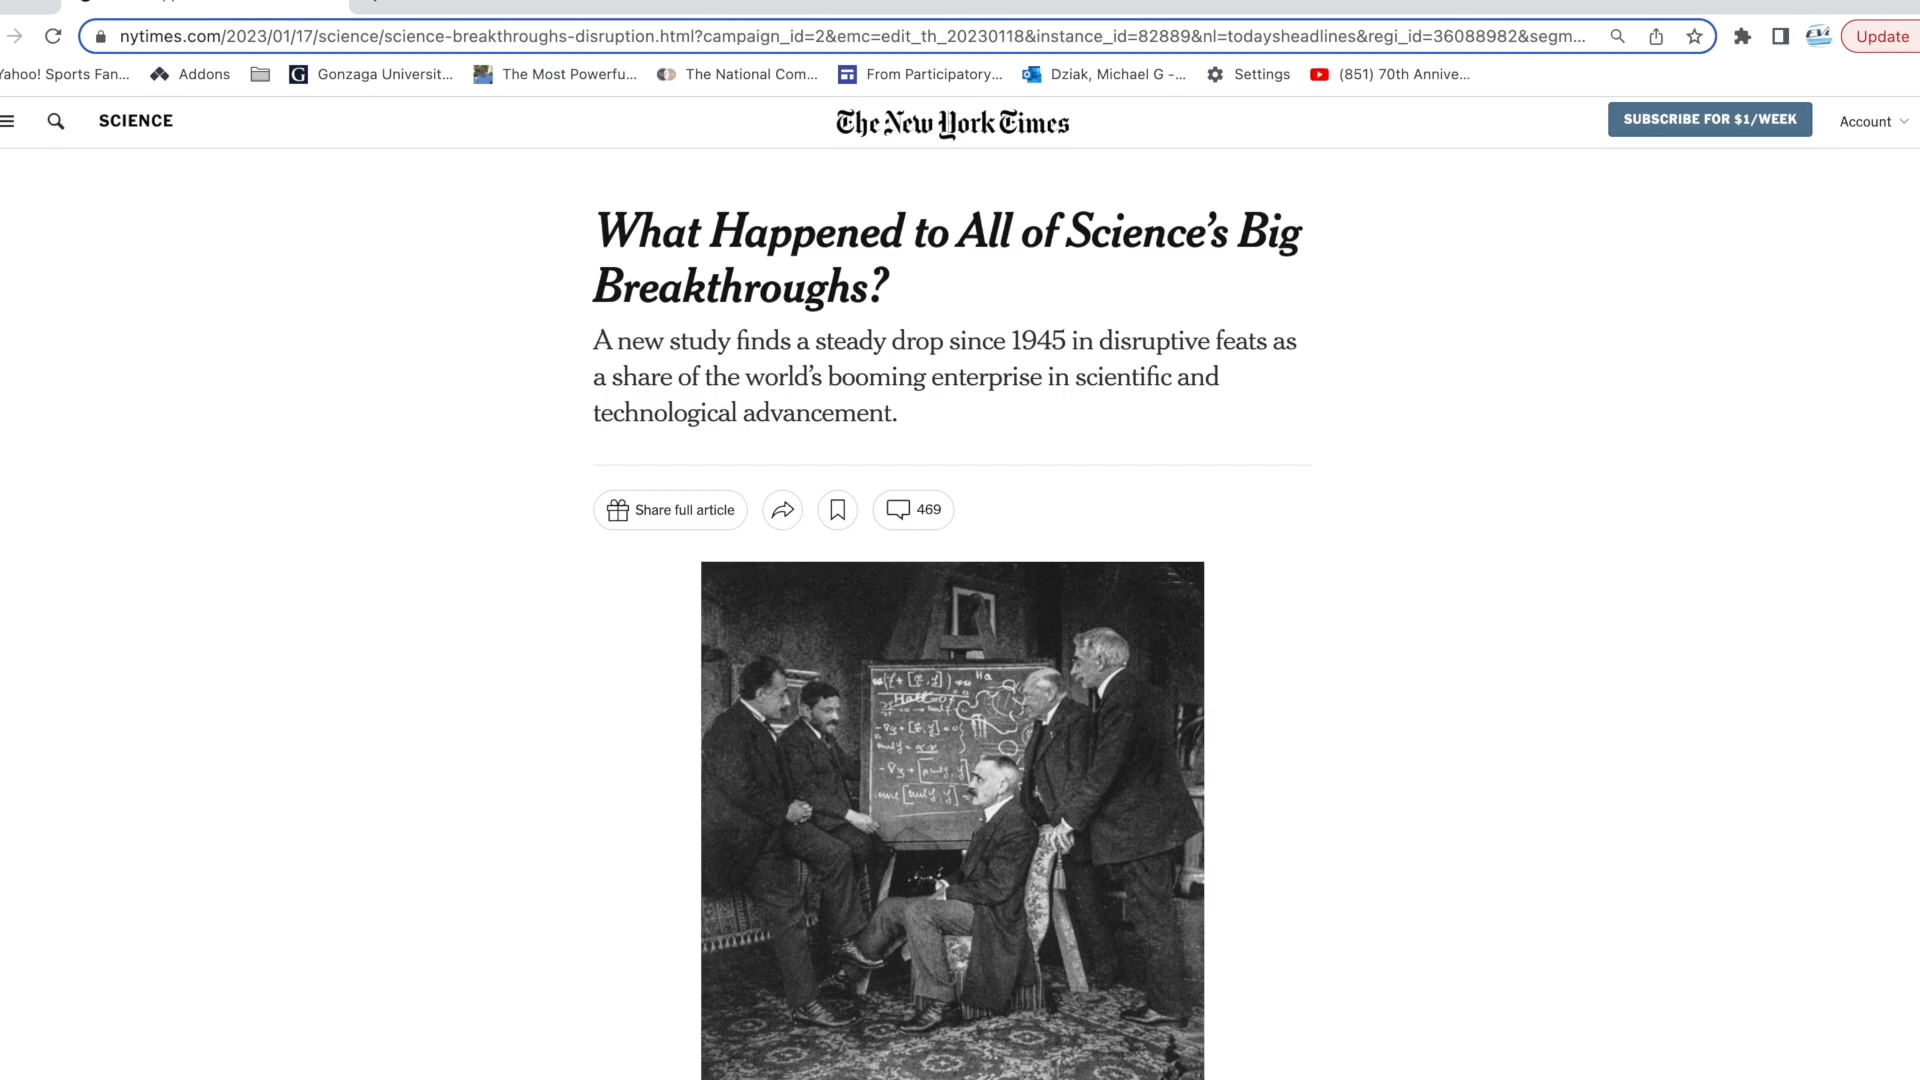 nytimes.com/2023/01/17/science/science-breakthroughs-disruption.html?campaign_id=2&emc=edit_th_20230118&instance_id=82889&nl=todaysheadlines&regi_id=36088982&segm...
Update
Yahoo! Sports Fan...
Addons
Gonzaga Universit...
The Most Powerfu...
The National Com...
From Participatory...
Dziak, Michael G -...
Settings
(851) 70th Annive...
SCIENCE
The New York Times
SUBSCRIBE FOR $1/WEEK
Account
What Happened to All of Science’s Big
Breakthroughs?
A new study finds a steady drop since 1945 in disruptive feats as
a share of the world’s booming enterprise in scientific and
technological advancement.
Share full article
469